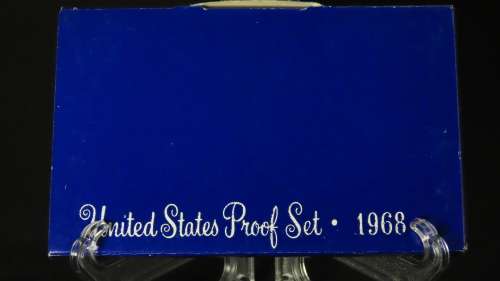 United States Proof Set · 1968